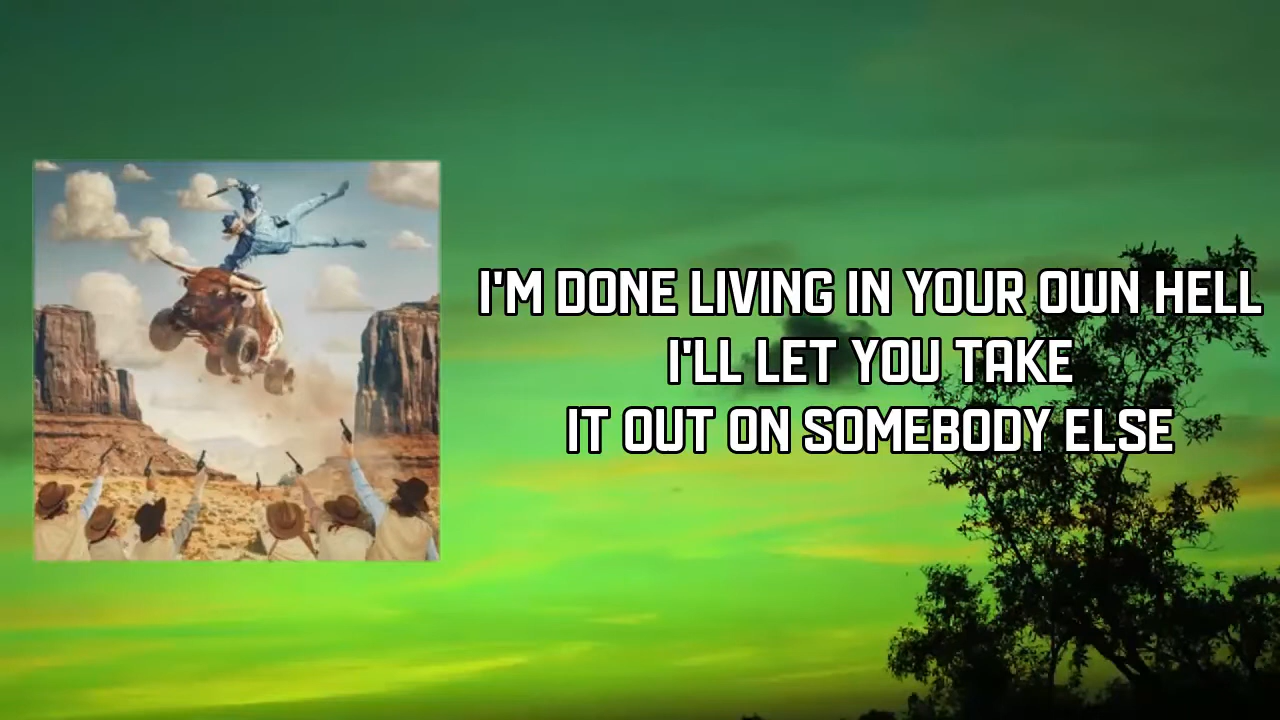 I'M DONE LIVING IN YOUR OWN HELL
I'LL LET YOU TAKE
IT OUT ON SOMEBODY ELSE